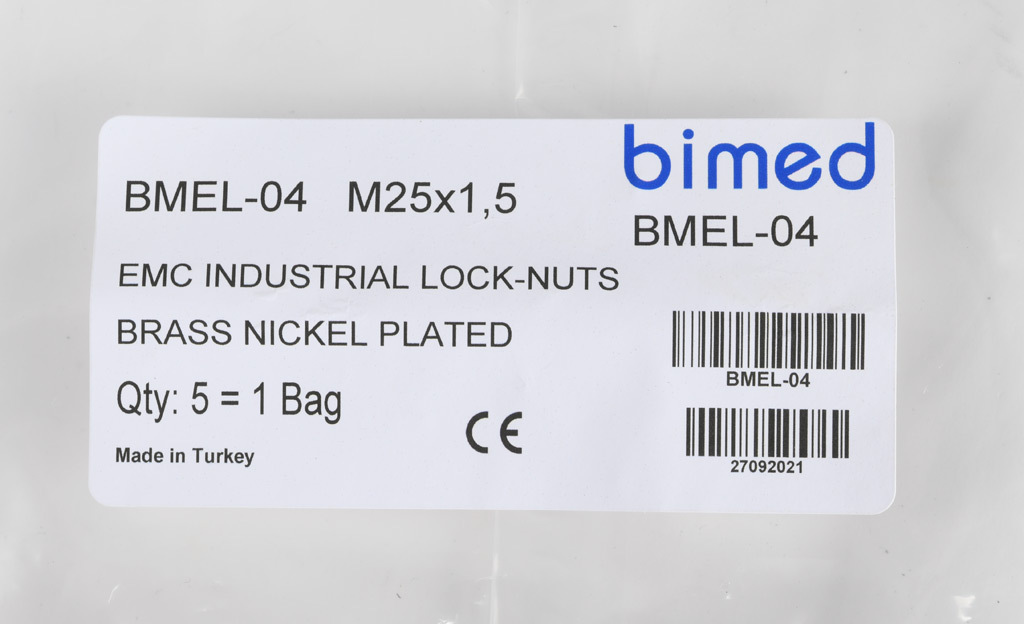 bimed
BMEL-04 M25x1,5
BMEL-04
EMC INDUSTRIAL LOCK-NUTS
BRASS NICKEL PLATED
BMEL-04
Qty: 5 = 1 Bag
CE
Made in Turkey
27092021